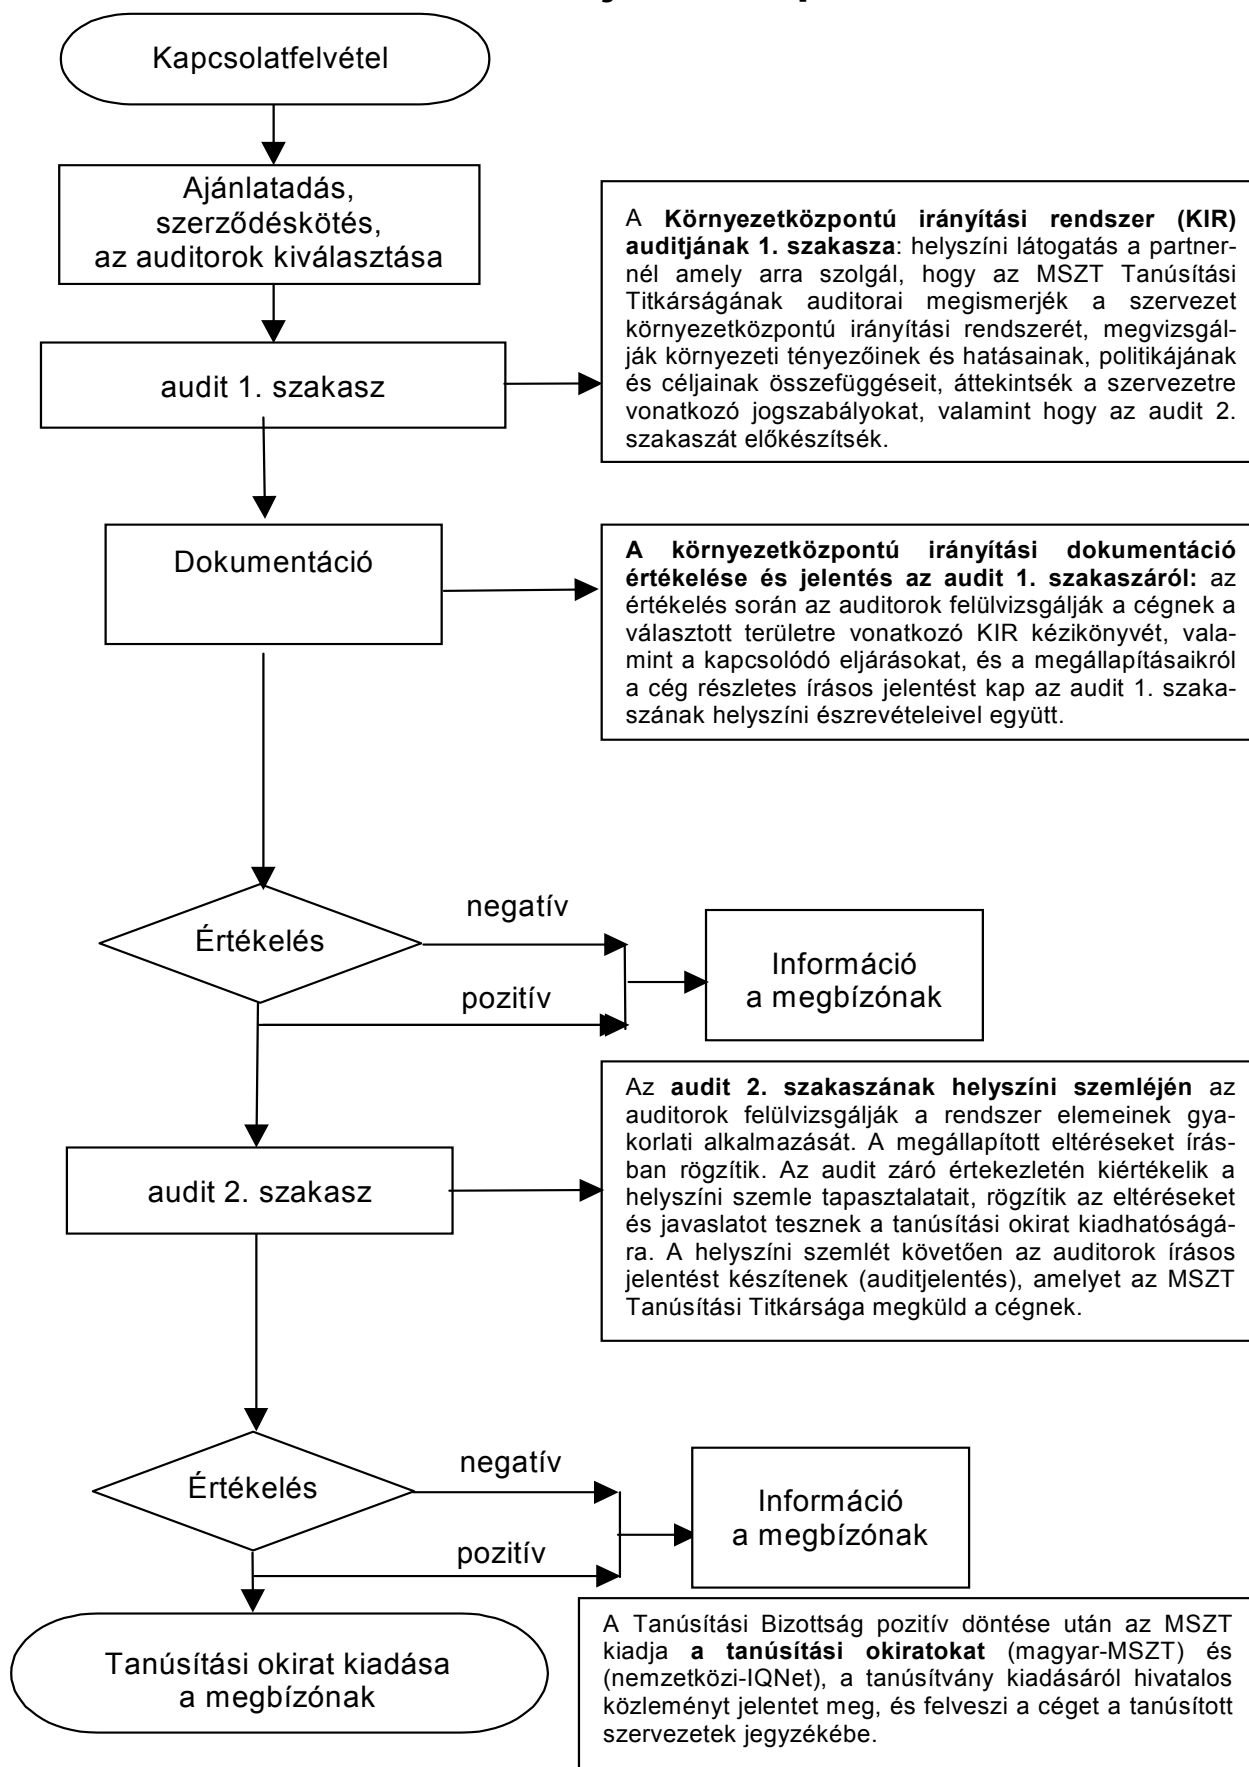 Kapcsolatfelvétel
Ajánlatadás,
szerződéskötés,
az auditorok kiválasztása
A Környezetközpontú irányítási rendszer (KIR)
auditjának 1. szakasza: helyszíni látogatás a partner-
nél amely arra szolgál, hogy az MSZT Tanúsítási
Titkárságának auditorai megismerjék a szervezet
környezetközpontú irányítási rendszerét, megvizsgál-
ják környezeti tényezőinek és hatásainak, politikájának
és céljainak összefüggéseit, áttekintsék a szervezetre
vonatkozó jogszabályokat, valamint hogy az audit 2.
szakaszát előkészítsék.
audit 1. szakasz
Dokumentáció
A környezetközpontú irányítási dokumentáció
értékelése és jelentés az audit 1. szakaszáról: az
értékelés során az auditorok felülvizsgálják a cégnek a
választott területre vonatkozó KIR kézikönyvét, vala-
mint a kapcsolódó eljárásokat, és a megállapításaikról
a cég részletes írásos jelentést kap az audit 1. szaka-
szának helyszíni észrevételeivel együtt.
Értékelés
negatív
pozitív
Információ
a megbízónak
Az audit 2. szakaszának helyszíni szemléjén az
auditorok felülvizsgálják a rendszer elemeinek gya-
korlati alkalmazását. A megállapított eltéréseket írás-
ban rögzítik. Az audit záró értekezletén kiértékelik a
helyszíni szemle tapasztalatait, rögzítik az eltéréseket
és javaslatot tesznek a tanúsítási okirat kiadhatóságá-
ra. A helyszíni szemlét követően az auditorok írásos
jelentést készítenek (auditjelentés), amelyet az MSZT
Tanúsítási Titkársága megküld a cégnek.
audit 2. szakasz
Értékelés
negatív
pozitív
Információ
a megbízónak
Tanúsítási okirat kiadása
a megbízónak
A Tanúsítási Bizottság pozitív döntése után az MSZT
kiadja a tanúsítási okiratokat (magyar-MSZT) és
(nemzetközi-IQNet), a tanúsítvány kiadásáról hivatalos
közleményt jelentet meg, és felveszi a céget a tanúsított
szervezetek jegyzékébe.